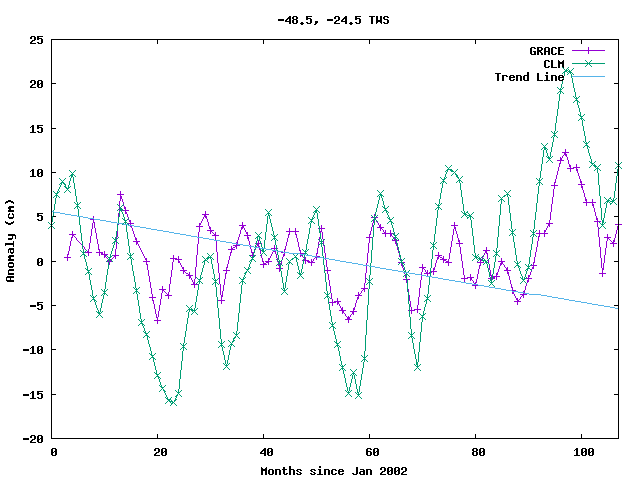 -48.5, -24.5 TWS
25
GRACE
CLM
Trend Line
20
15
10
5
0
-5
-10
-15
-20
Anomaly (cm)
0 20 40 60 80 100
Months since Jan 2002